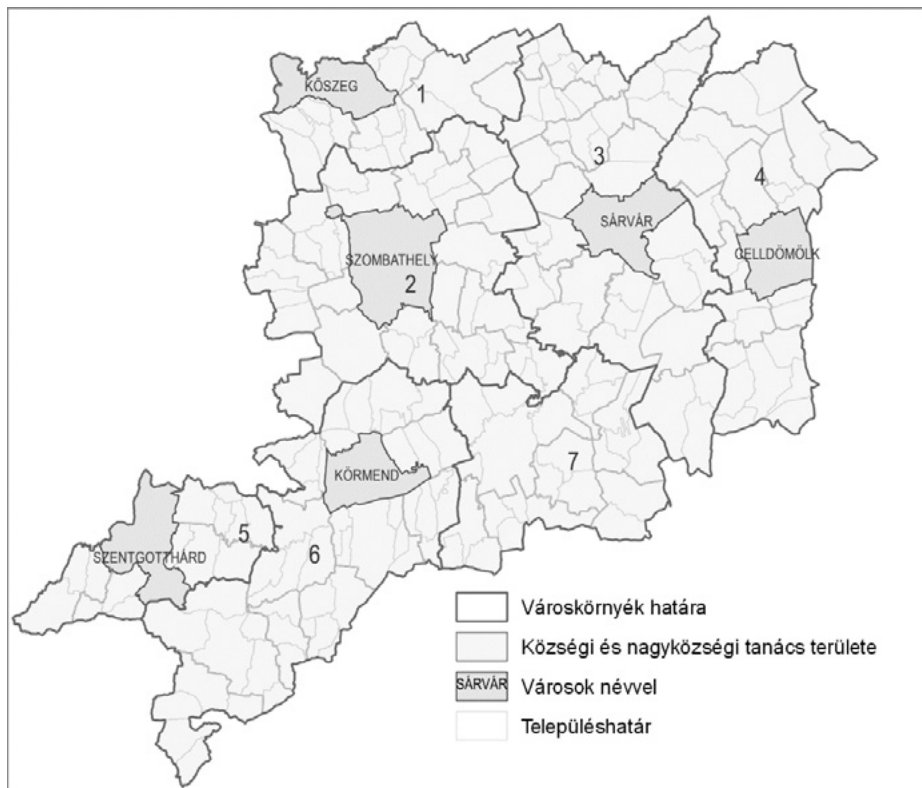 KŐSZEG
1
3
4
SÁRVÁR
CELLDÖMÖLK
SZOMBATHELY
2
7
KÖRMEND
5
SZENTGOTTHÁRD
6
Városkörnyék határa
Községi és nagyközségi tanács területe
SÁRVÁR Városok névvel
Településhatár